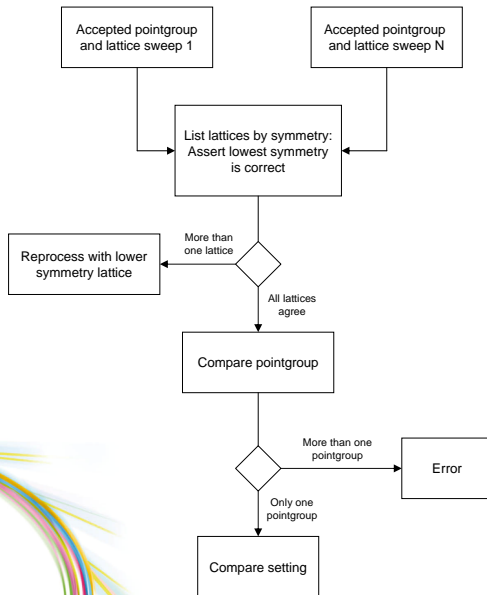 Accepted pointgroup
and lattice sweep 1
Accepted pointgroup
and lattice sweep N
List lattices by symmetry:
Assert lowest symmetry
is correct
More than
one lattice
Reprocess with lower
symmetry lattice
All lattices
agree
Compare pointgroup
More than one
pointgroup
Error
Only one
pointgroup
Compare setting